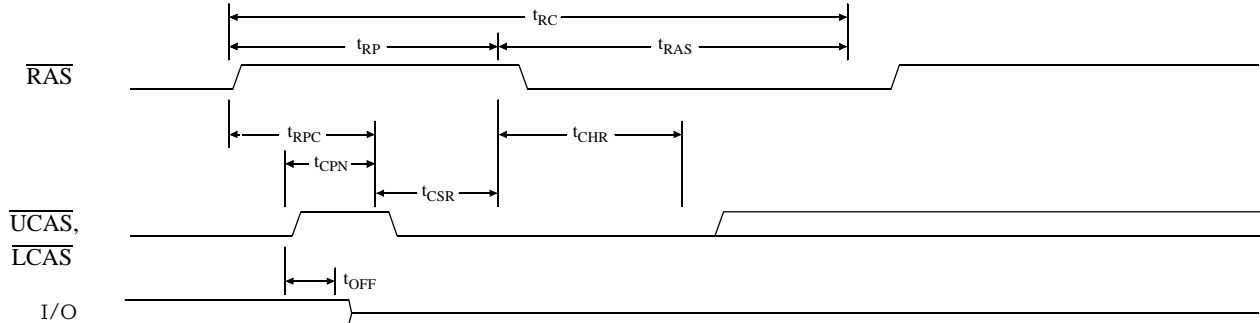 tRC
tRP
tRAS
RAS
tRPC
tCHR
tCPN
tCSR
UCAS,
LCAS
tOFF
I/O